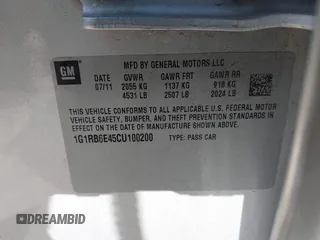 GM
MFD BY GENERAL MOTORS LLC
DATE GVWR GAWR FRT GAWR RR
07/11 2055 KG 1137 KG 918 KG
4531 LB 2507 LB 2024 LB
THIS VEHICLE CONFORMS TO ALL APPLICABLE U.S. FEDERAL MOTOR
VEHICLE SAFETY, BUMPER, AND THEFT PREVENTION STANDARDS
IN EFFECT ON THE DATE OF MANUFACTURE SHOWN ABOVE.
1G1RB6E45CU100200 TYPE: PASS CAR
DREAMBID